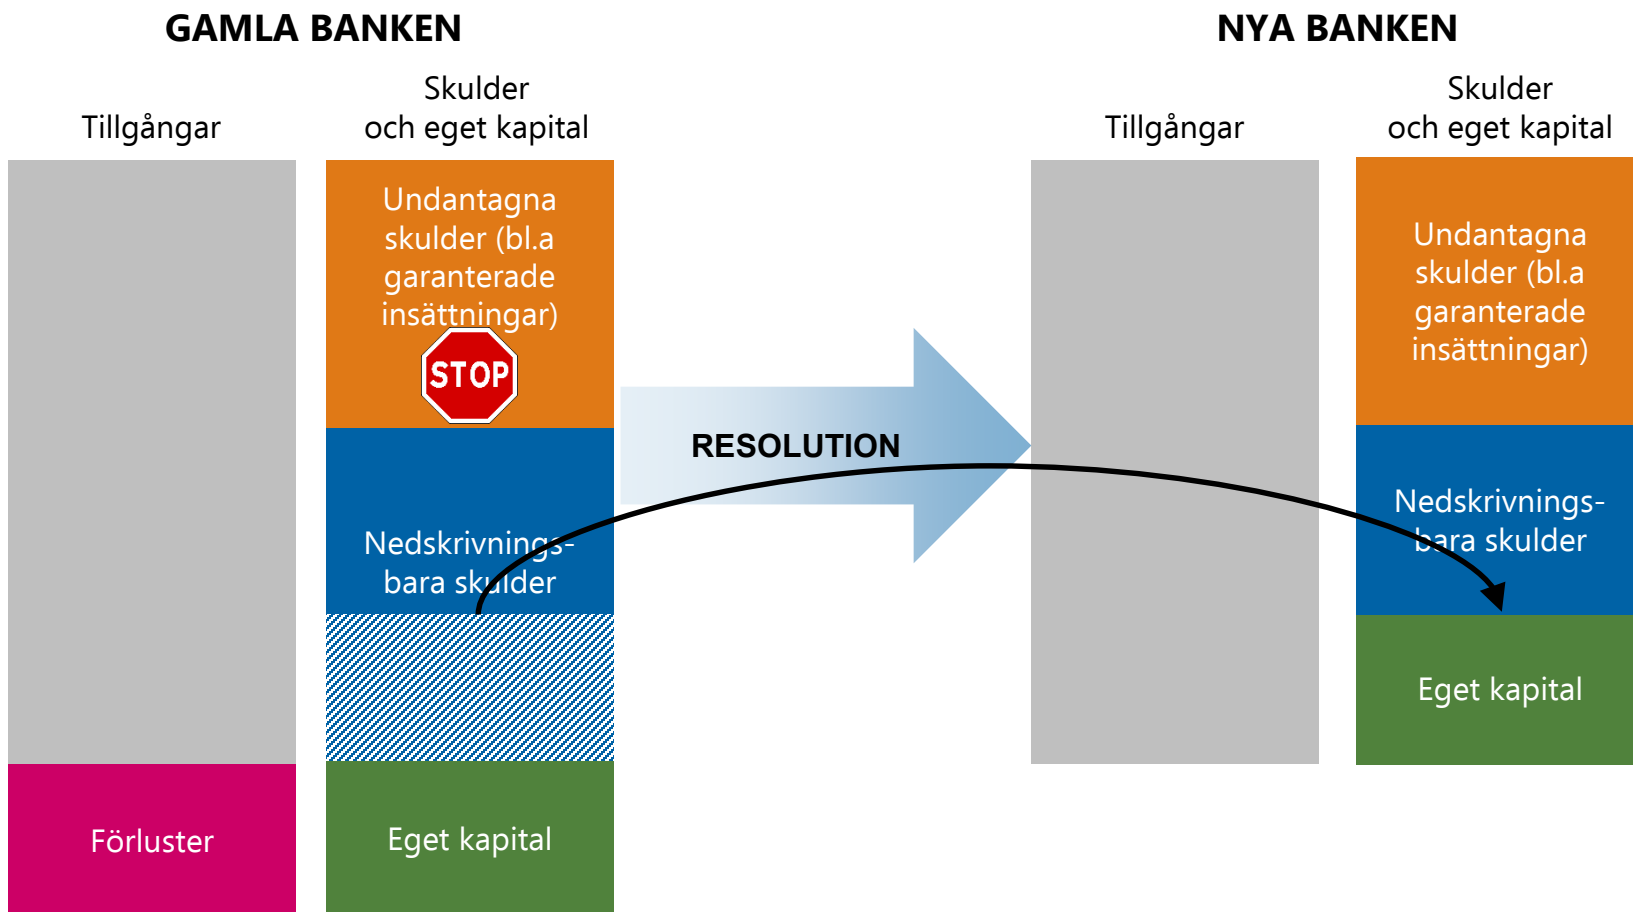 GAMLA BANKEN
NYA BANKEN
Tillgångar
Skulder
och eget kapital
Tillgångar
Skulder
och eget kapital
Undantagna
skulder (bl.a
garanterade
insättningar)
STOP
Nedskrivnings-
bara skulder
Förluster
Eget kapital
RESOLUTION
Undantagna
skulder (bl.a
garanterade
insättningar)
Nedskrivnings-
bara skulder
Eget kapital